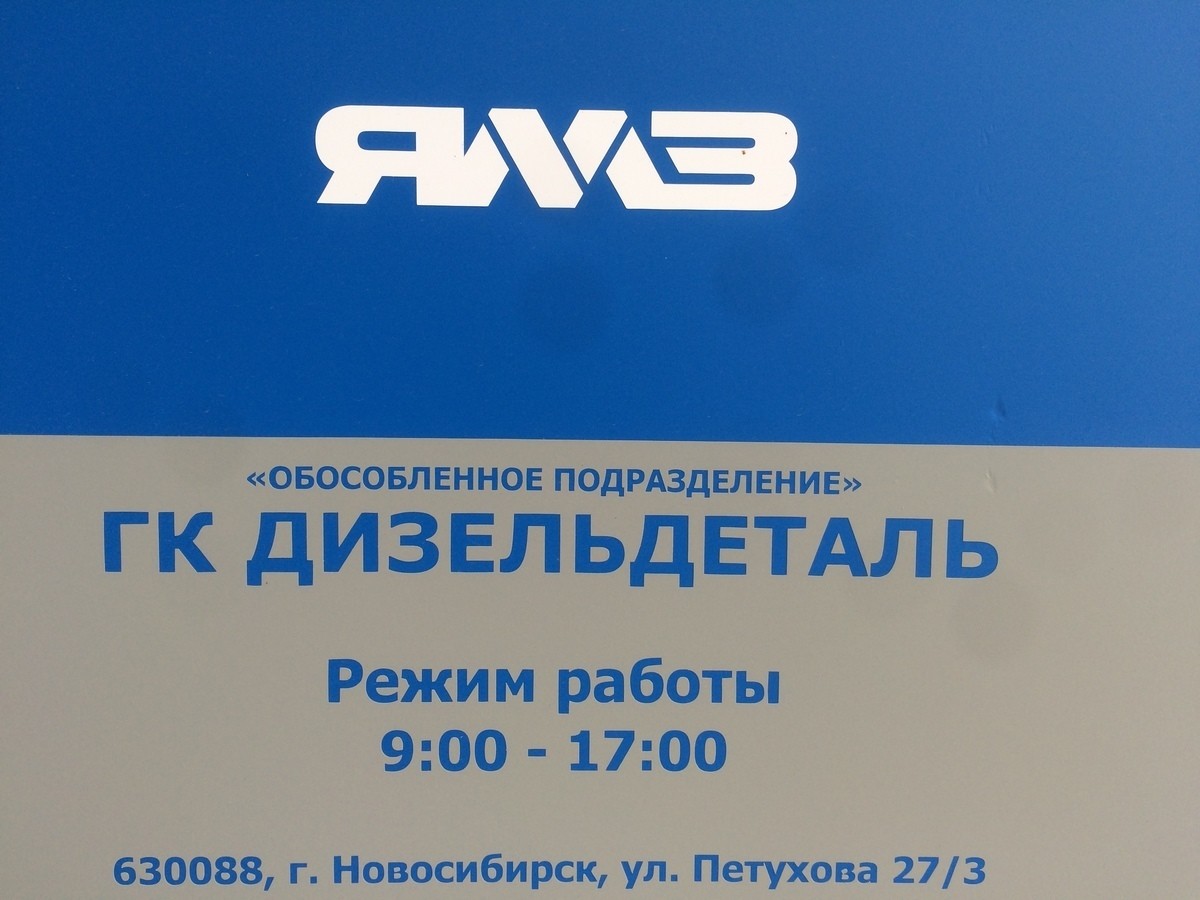 ЯМЗ
«ОБОСОБЛЕННОЕ ПОДРАЗДЕЛЕНИЕ»
ГК ДИЗЕЛЬДЕТАЛЬ
Режим работы
9:00 - 17:00
630088, г. Новосибирск, ул. Петухова 27/3